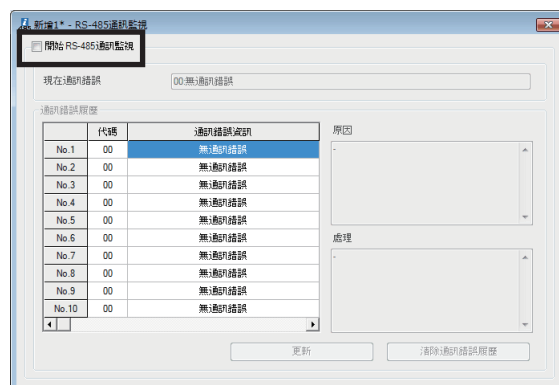 新增1* - RS-485通訊監視
開始 RS-485通訊監視
現在通訊錯誤 00:無通訊錯誤
通訊錯誤履歷
代碼 通訊錯誤資訊 原因
No.1 00 無通訊錯誤 -
No.2 00 無通訊錯誤
No.3 00 無通訊錯誤
No.4 00 無通訊錯誤
No.5 00 無通訊錯誤
No.6 00 無通訊錯誤 處理
No.7 00 無通訊錯誤 -
No.8 00 無通訊錯誤
No.9 00 無通訊錯誤
No.10 00 無通訊錯誤
更新 清除通訊錯誤履歷